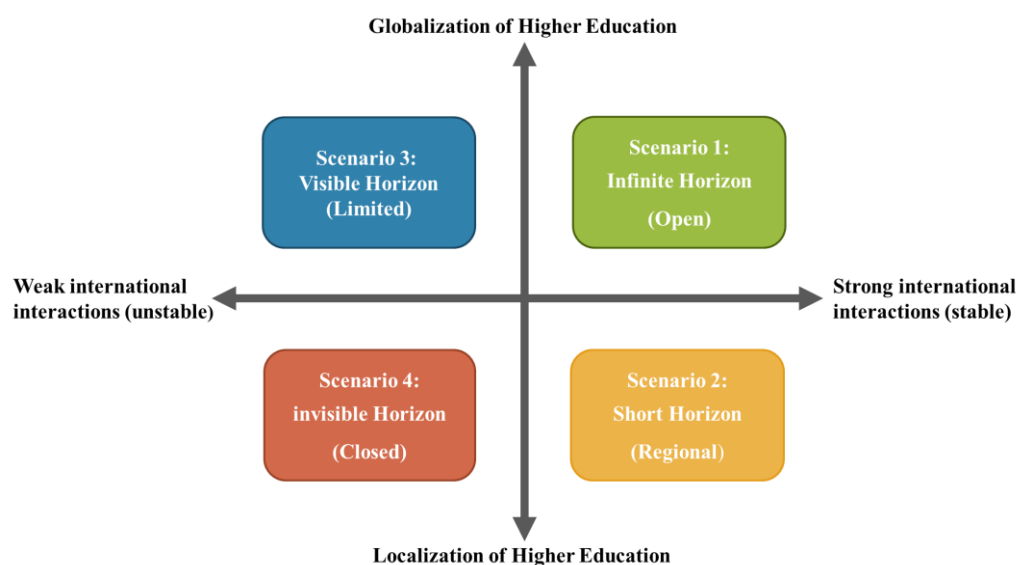 Globalization of Higher Education
Scenario 3:
Visible Horizon
(Limited)
Scenario 1:
Infinite Horizon
(Open)
Weak international
interactions (unstable)
Strong international
interactions (stable)
Scenario 4:
invisible Horizon
(Closed)
Scenario 2:
Short Horizon
(Regional)
Localization of Higher Education